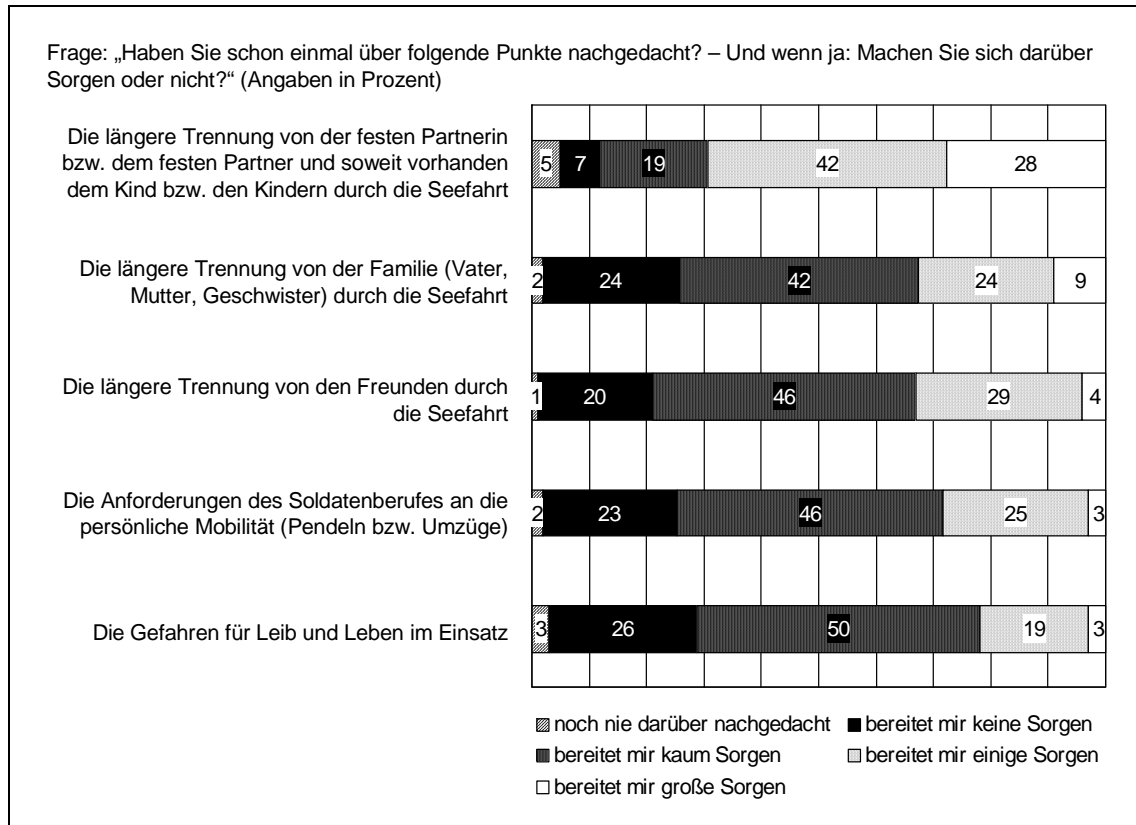 Frage: „Haben Sie schon einmal über folgende Punkte nachgedacht? – Und wenn ja: Machen Sie sich darüber
Sorgen oder nicht?“ (Angaben in Prozent)
Die längere Trennung von der festen Partnerin
bzw. dem festen Partner und soweit vorhanden
dem Kind bzw. den Kindern durch die Seefahrt
5 7 19 42 28
Die längere Trennung von der Familie (Vater,
Mutter, Geschwister) durch die Seefahrt
2 24 42 24 9
Die längere Trennung von den Freunden durch
die Seefahrt
1 20 46 29 4
Die Anforderungen des Soldatenberufes an die
persönliche Mobilität (Pendeln bzw. Umzüge)
2 23 46 25 3
Die Gefahren für Leib und Leben im Einsatz
3 26 50 19 3
noch nie darüber nachgedacht bereitet mir keine Sorgen
bereitet mir kaum Sorgen bereitet mir einige Sorgen
bereitet mir große Sorgen